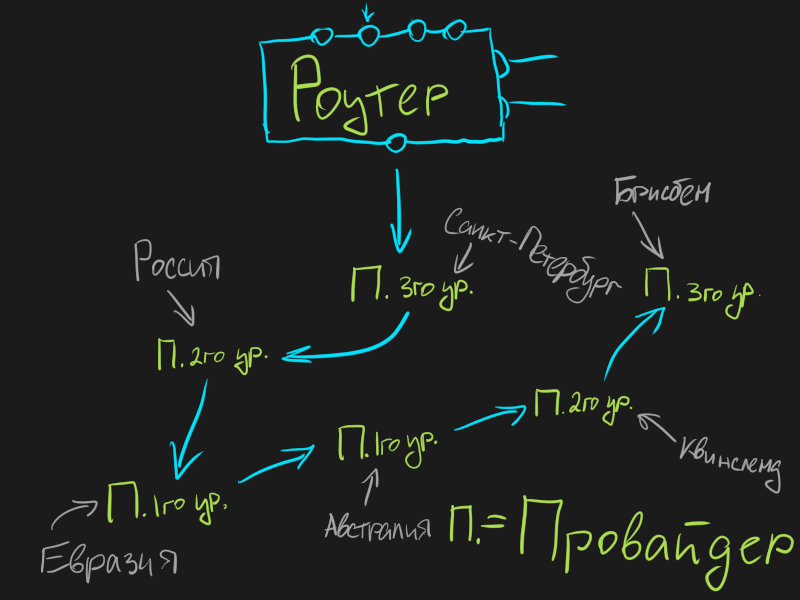 Роутер
Брисбен
Санкт-Петербург
Россия
П. 3го ур.
П. 3го ур.
П. 2го ур.
П. 2го ур.
П. 1го ур.
Квинсленд
П. 1го ур.
Австралия
П. = Провайдер
Евразия